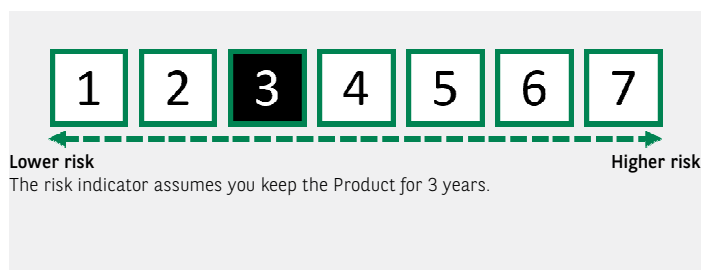 1 2 3 4 5 6 7
Lower risk Higher risk
The risk indicator assumes you keep the Product for 3 years.